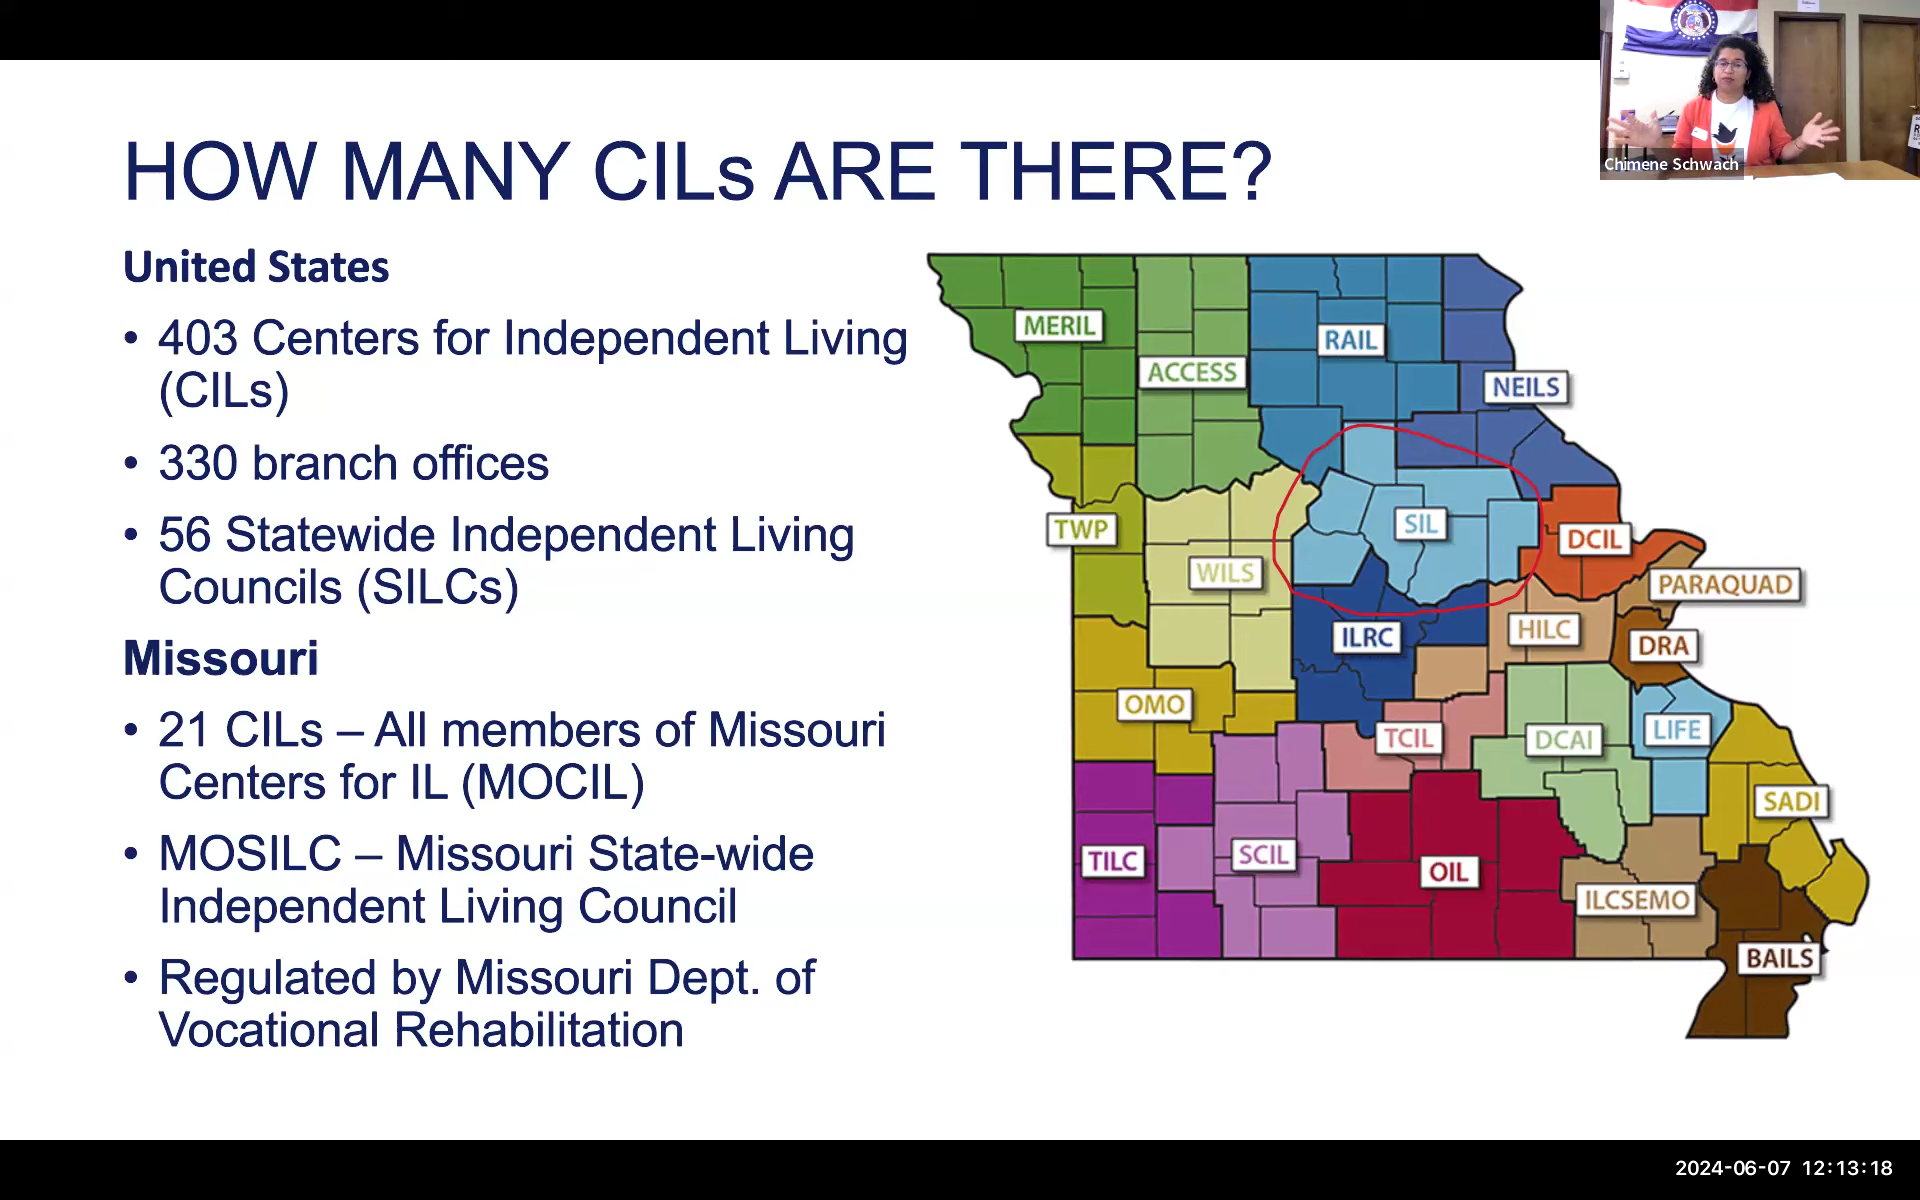 HOW MANY CILs ARE THERE?
Chimene Schwach
United States
• 403 Centers for Independent Living
(CILs)
• 330 branch offices
• 56 Statewide Independent Living
Councils (SILCs)
Missouri
• 21 CILs – All members of Missouri
Centers for IL (MOCIL)
• MOSILC – Missouri State-wide
Independent Living Council
• Regulated by Missouri Dept. of
Vocational Rehabilitation
MERIL
RAIL
ACCESS
NEILS
SIL
TWP
DCIL
WILS
PARAQUAD
HILC
ILRC
DRA
OMO
LIFE
TCIL
DCAI
SADI
SCIL
TILC
OIL
ILCSEMO
BAILS
2024-06-07 12:13:18